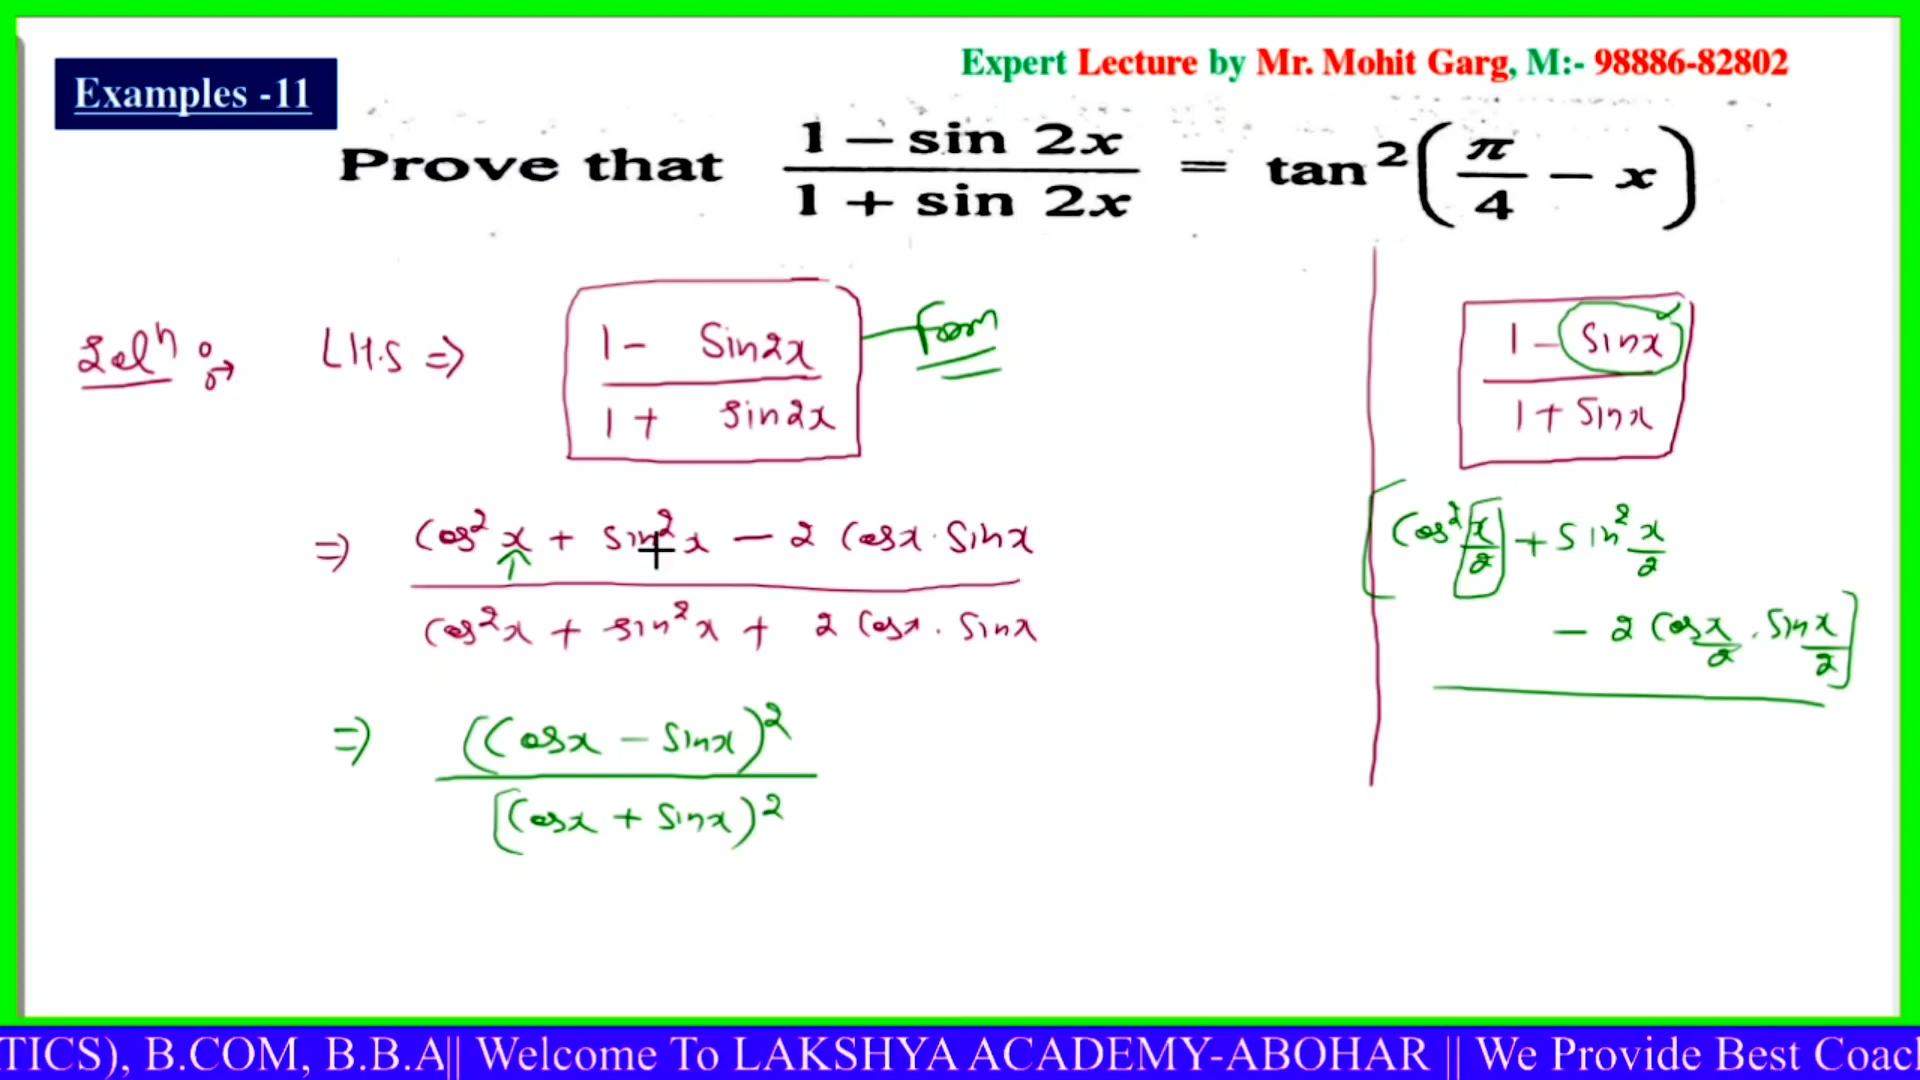 Expert Lecture by Mr. Mohit Garg, M:- 98886-82802
Examples -11
Prove that (1 − sin 2x)/(1 + sin 2x) = tan²(π/4 − x)
Solⁿ :→ L.H.S ⇒ (1 - Sin2x)/(1 + Sin2x) Form
⇒ (Cos²x + Sin²x − 2 Cosx · Sinx)/(Cos²x + Sin²x + 2 Cosx · Sinx)
⇒ (Cosx − Sinx)²/(Cosx + Sinx)²
(1 − Sinx)/(1 + Sinx)
[Cos² x/2 + Sin² x/2
− 2 Cos x/2 · Sin x/2]
TICS), B.COM, B.B.A|| Welcome To LAKSHYA ACADEMY-ABOHAR || We Provide Best Coac